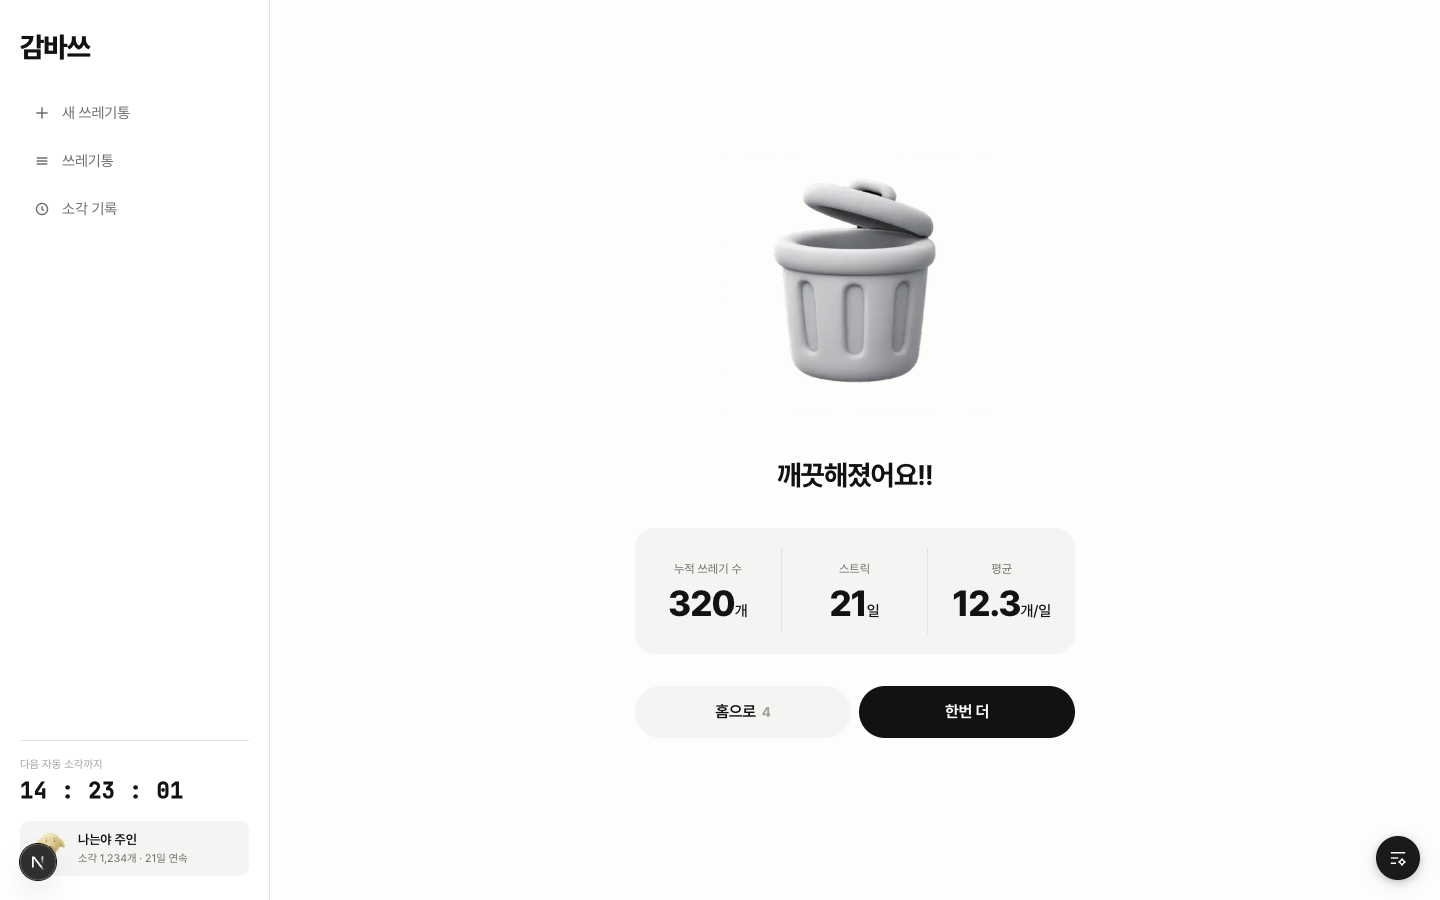 감바쓰
새 쓰레기통
쓰레기통
소각 기록
깨끗해졌어요!!
누적 쓰레기 수
320개
스트릭
21일
평균
12.3개/일
홈으로 4
한번 더
다음 자동 소각까지
14 : 23 : 01
나는야 주인
소각 1,234개 · 21일 연속
N